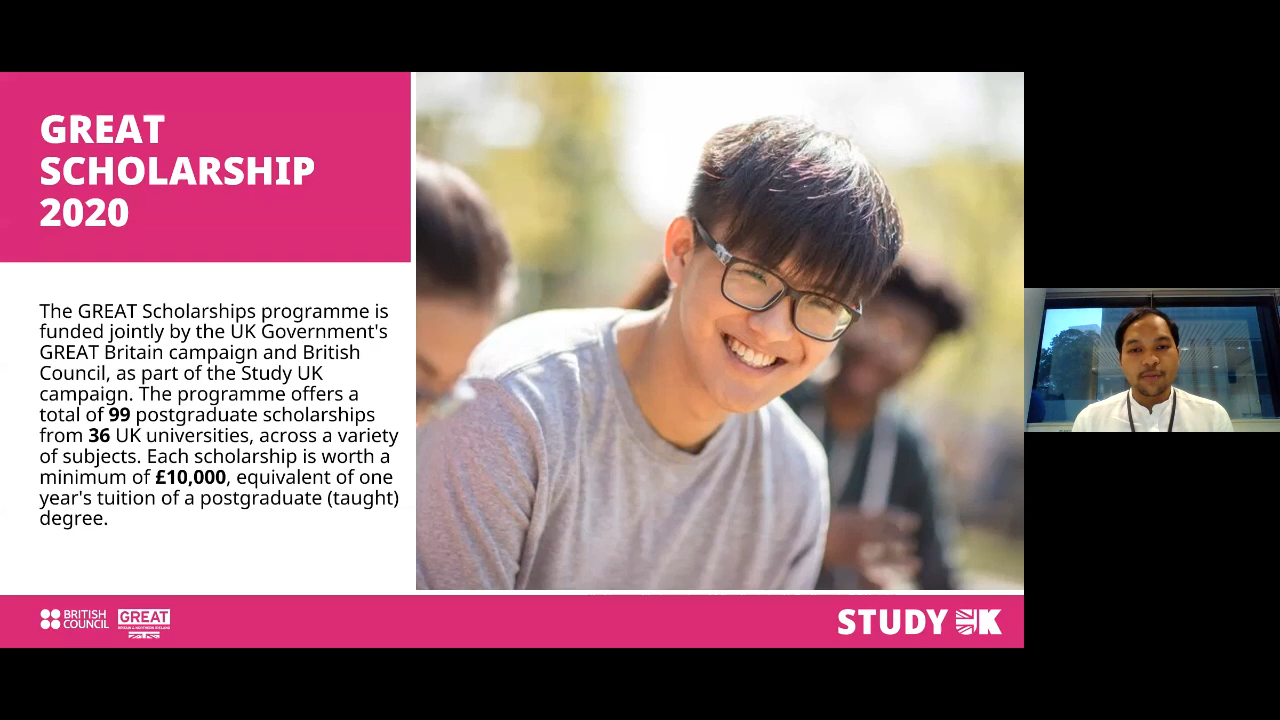 GREAT
SCHOLARSHIP
2020
The GREAT Scholarships programme is
funded jointly by the UK Government's
GREAT Britain campaign and British
Council, as part of the Study UK
campaign. The programme offers a
total of 99 postgraduate scholarships
from 36 UK universities, across a variety
of subjects. Each scholarship is worth a
minimum of £10,000, equivalent of one
year's tuition of a postgraduate (taught)
degree.
BRITISH
COUNCIL
GREAT
BRITAIN & NORTHERN IRELAND
STUDY UK